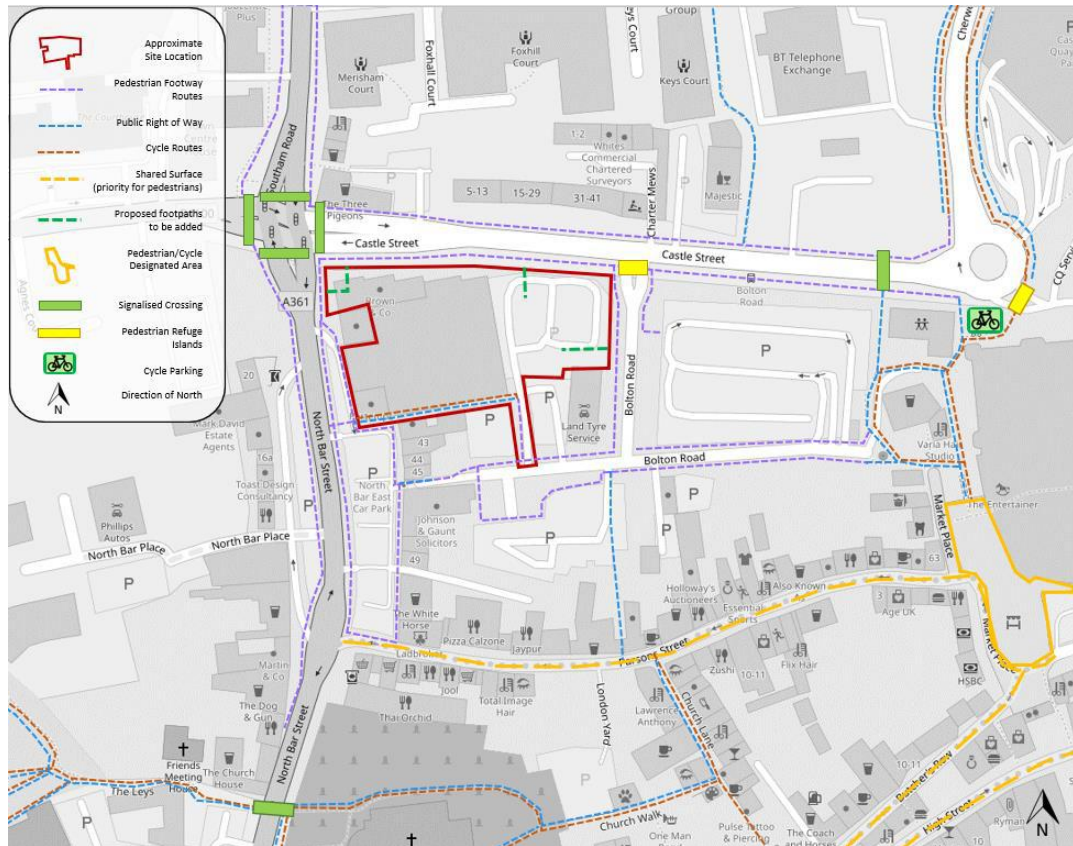 Approximate
Site Location
Pedestrian Footway
Routes
Public Right of Way
Cycle Routes
Shared Surface
(priority for pedestrians)
Proposed footpaths
to be added
Pedestrian/Cycle
Designated Area
Signalised Crossing
Pedestrian Refuge
Islands
Cycle Parking
Direction of North
N
Plus
Merisham
Court
Foxhall Court
Foxhill
Court
Group
Keys Court
BT Telephone
Exchange
P
Southam Road
The Three
Pigeons
1-2
Whites
Commercial
Chartered
Surveyors
5-13
15-29
31-41
P
Charter Mews
Majestic
Castle Street
Castle Street
Bolton
Road
CQ Serv
A361
Brown
& Co
P
Bolton Road
P
P
Land Tyre
Service
20
Mark David
Estate
Agents
16a
Toast Design
Consultancy
North Bar Street
P
43
44
45
P
North
Bar East
Car Park
P
Bolton Road
Varia Hair
Studio
Phillips
Autos
North Bar Place
North Bar Place
P
P
Johnson
& Gaunt
Solicitors
49
P
P
Market Place
The Entertainer
63
Holloway's
Auctioneers
Also Known
Essential
Sports
3
Age UK
Market Place
HSBC
The White
Horse
Ladbrokes
Pizza Calzone
Jaypur
Parsons Street
Zushi
10-11
Flix Hair
Martin
& Co
The Dog
& Gun
Jool
Total Image
Hair
Thai Orchid
London Yard
Lawrence
Anthony
Church Lane
P
Friends
Meeting
House
The Church
House
North Bar Street
The Leys
Church Walk
One Man
Pulse Tattoo
& Piercing
The Coach
and Horses
10-11
Butcher's Row
High Street
Ryman
N